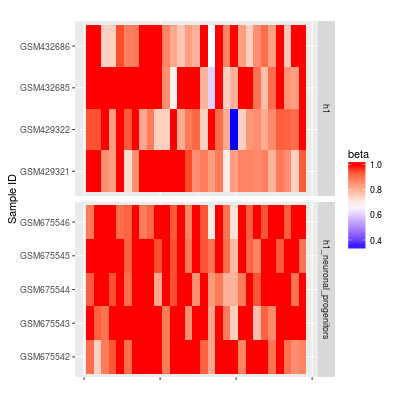 Sample ID
GSM432686
GSM432685
GSM429322
GSM429321
h1
GSM675546
GSM675545
GSM675544
GSM675543
GSM675542
h1_neuronal_progenitors
beta
1.0
0.8
0.6
0.4